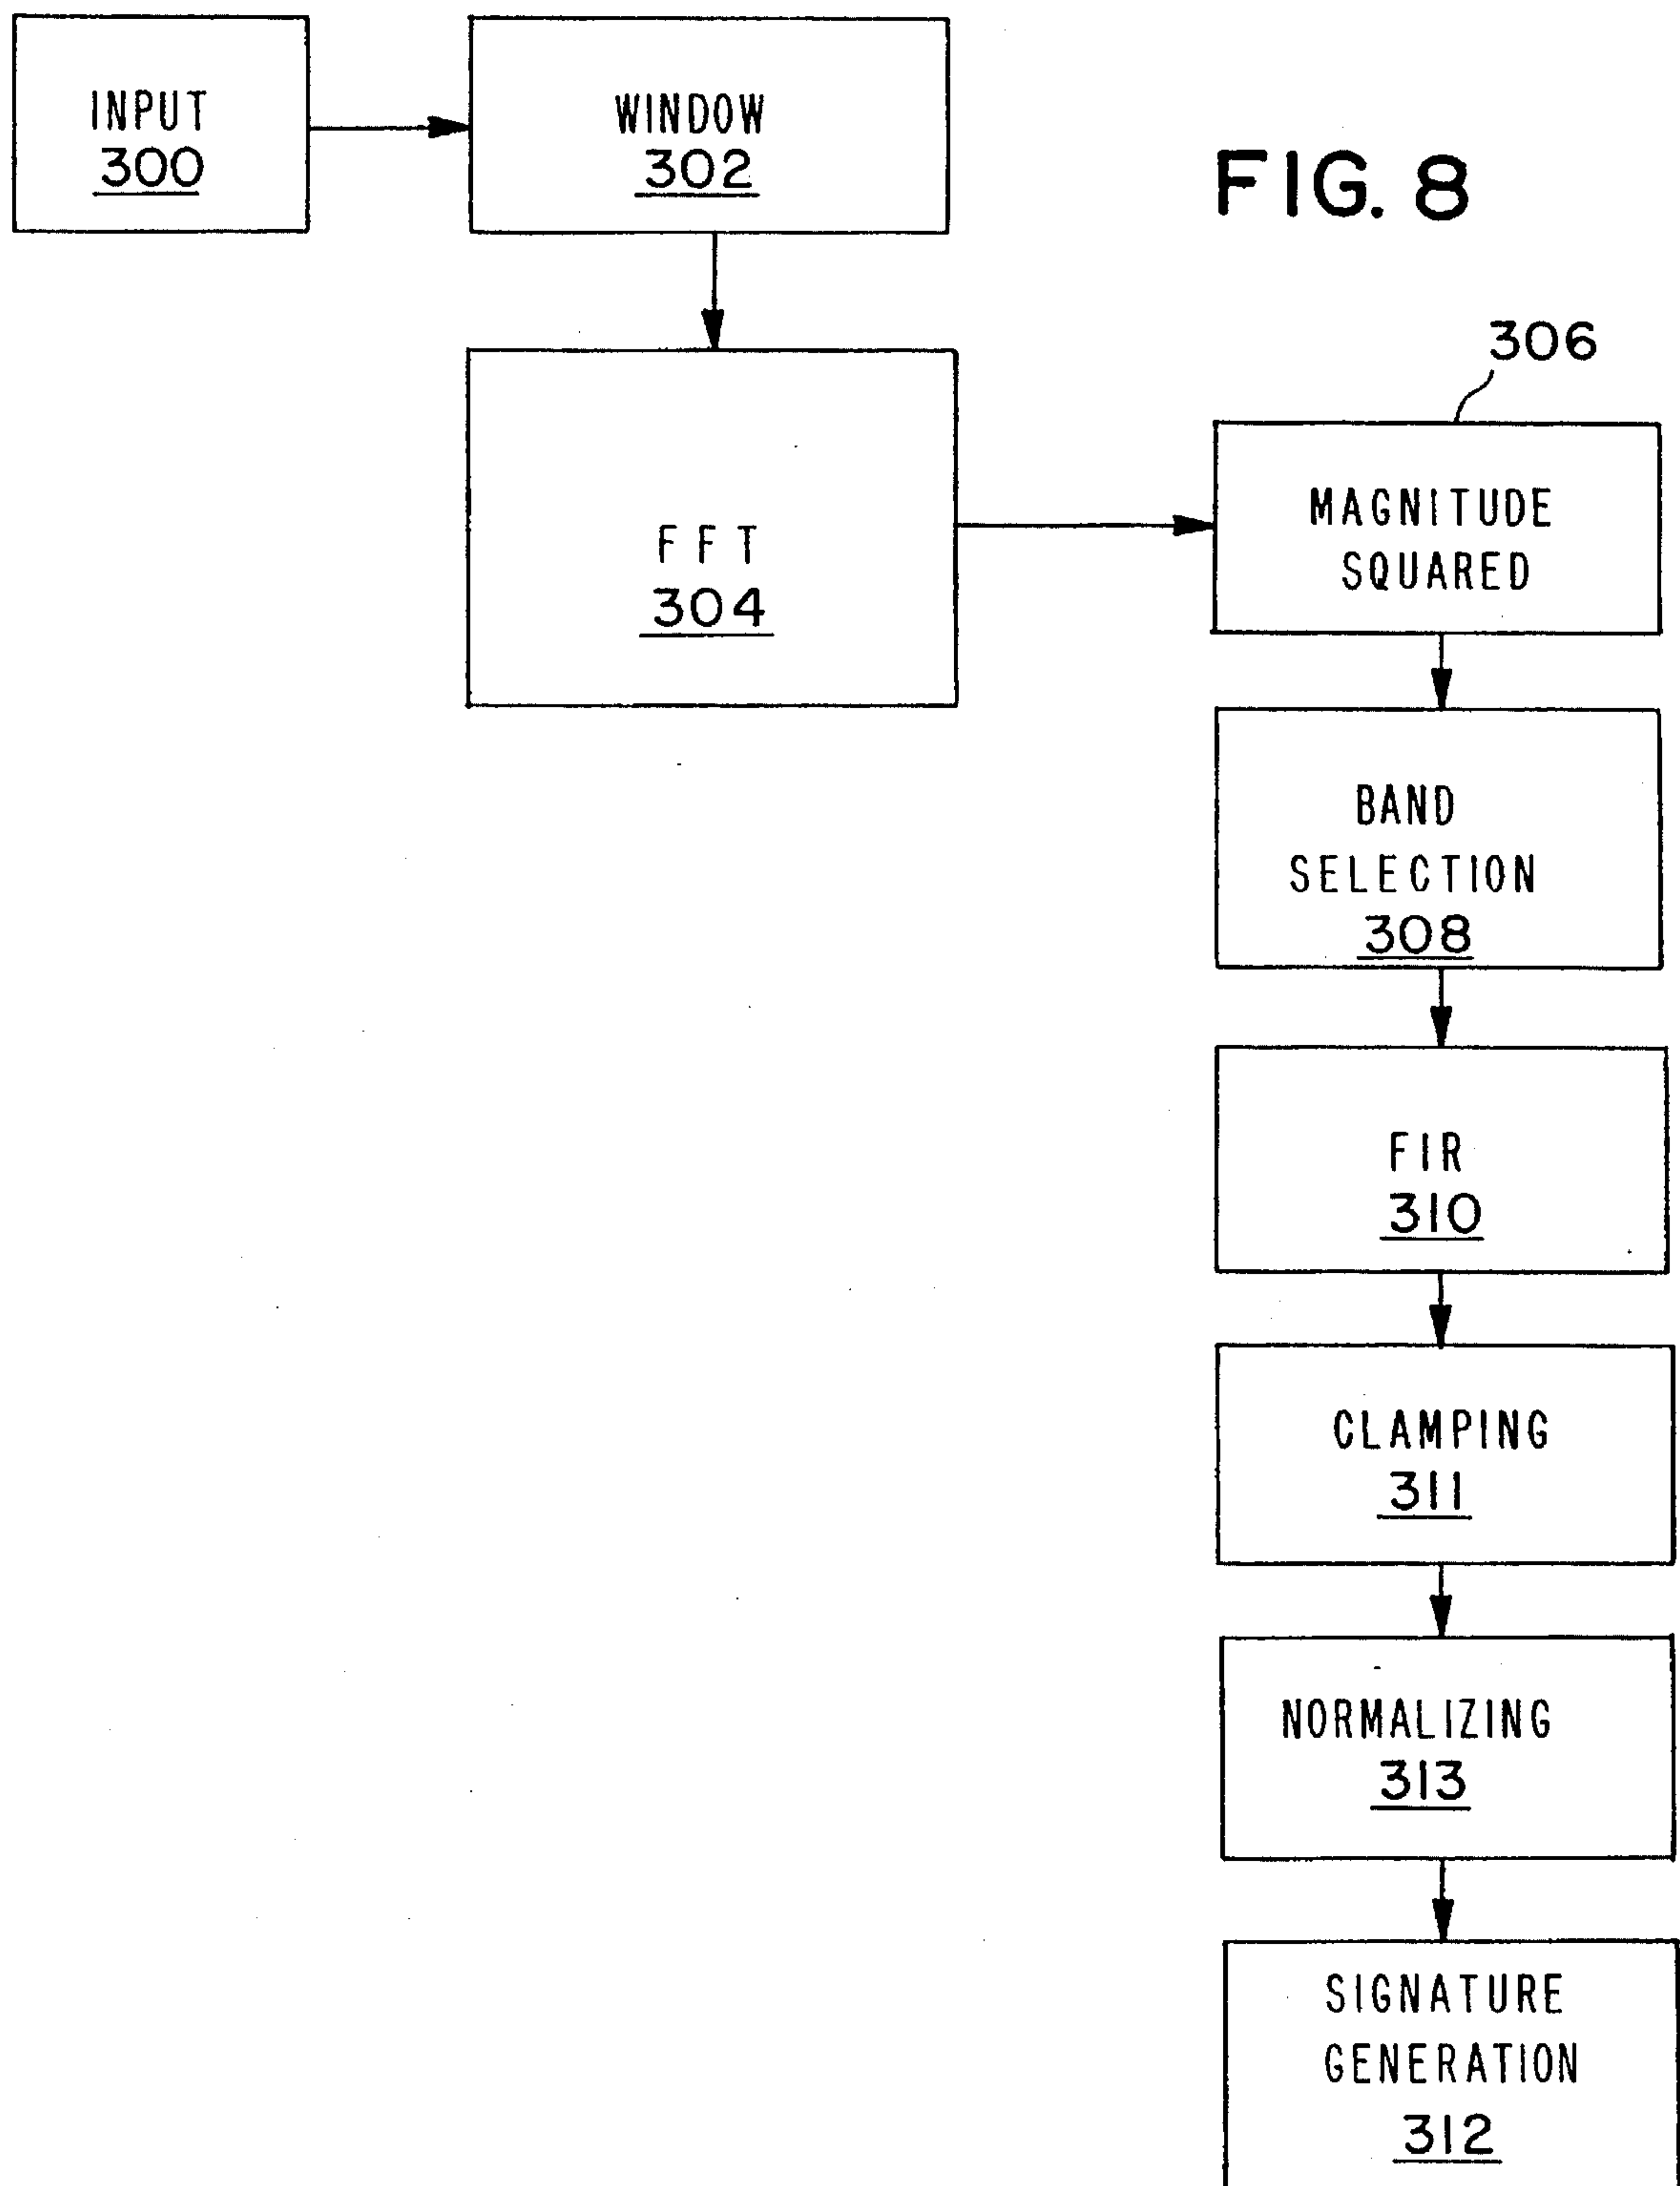 INPUT
300
WINDOW
302
FIG. 8
FFT
304
306
MAGNITUDE
SQUARED
BAND
SELECTION
308
FIR
310
CLAMPING
311
NORMALIZING
313
SIGNATURE
GENERATION
312